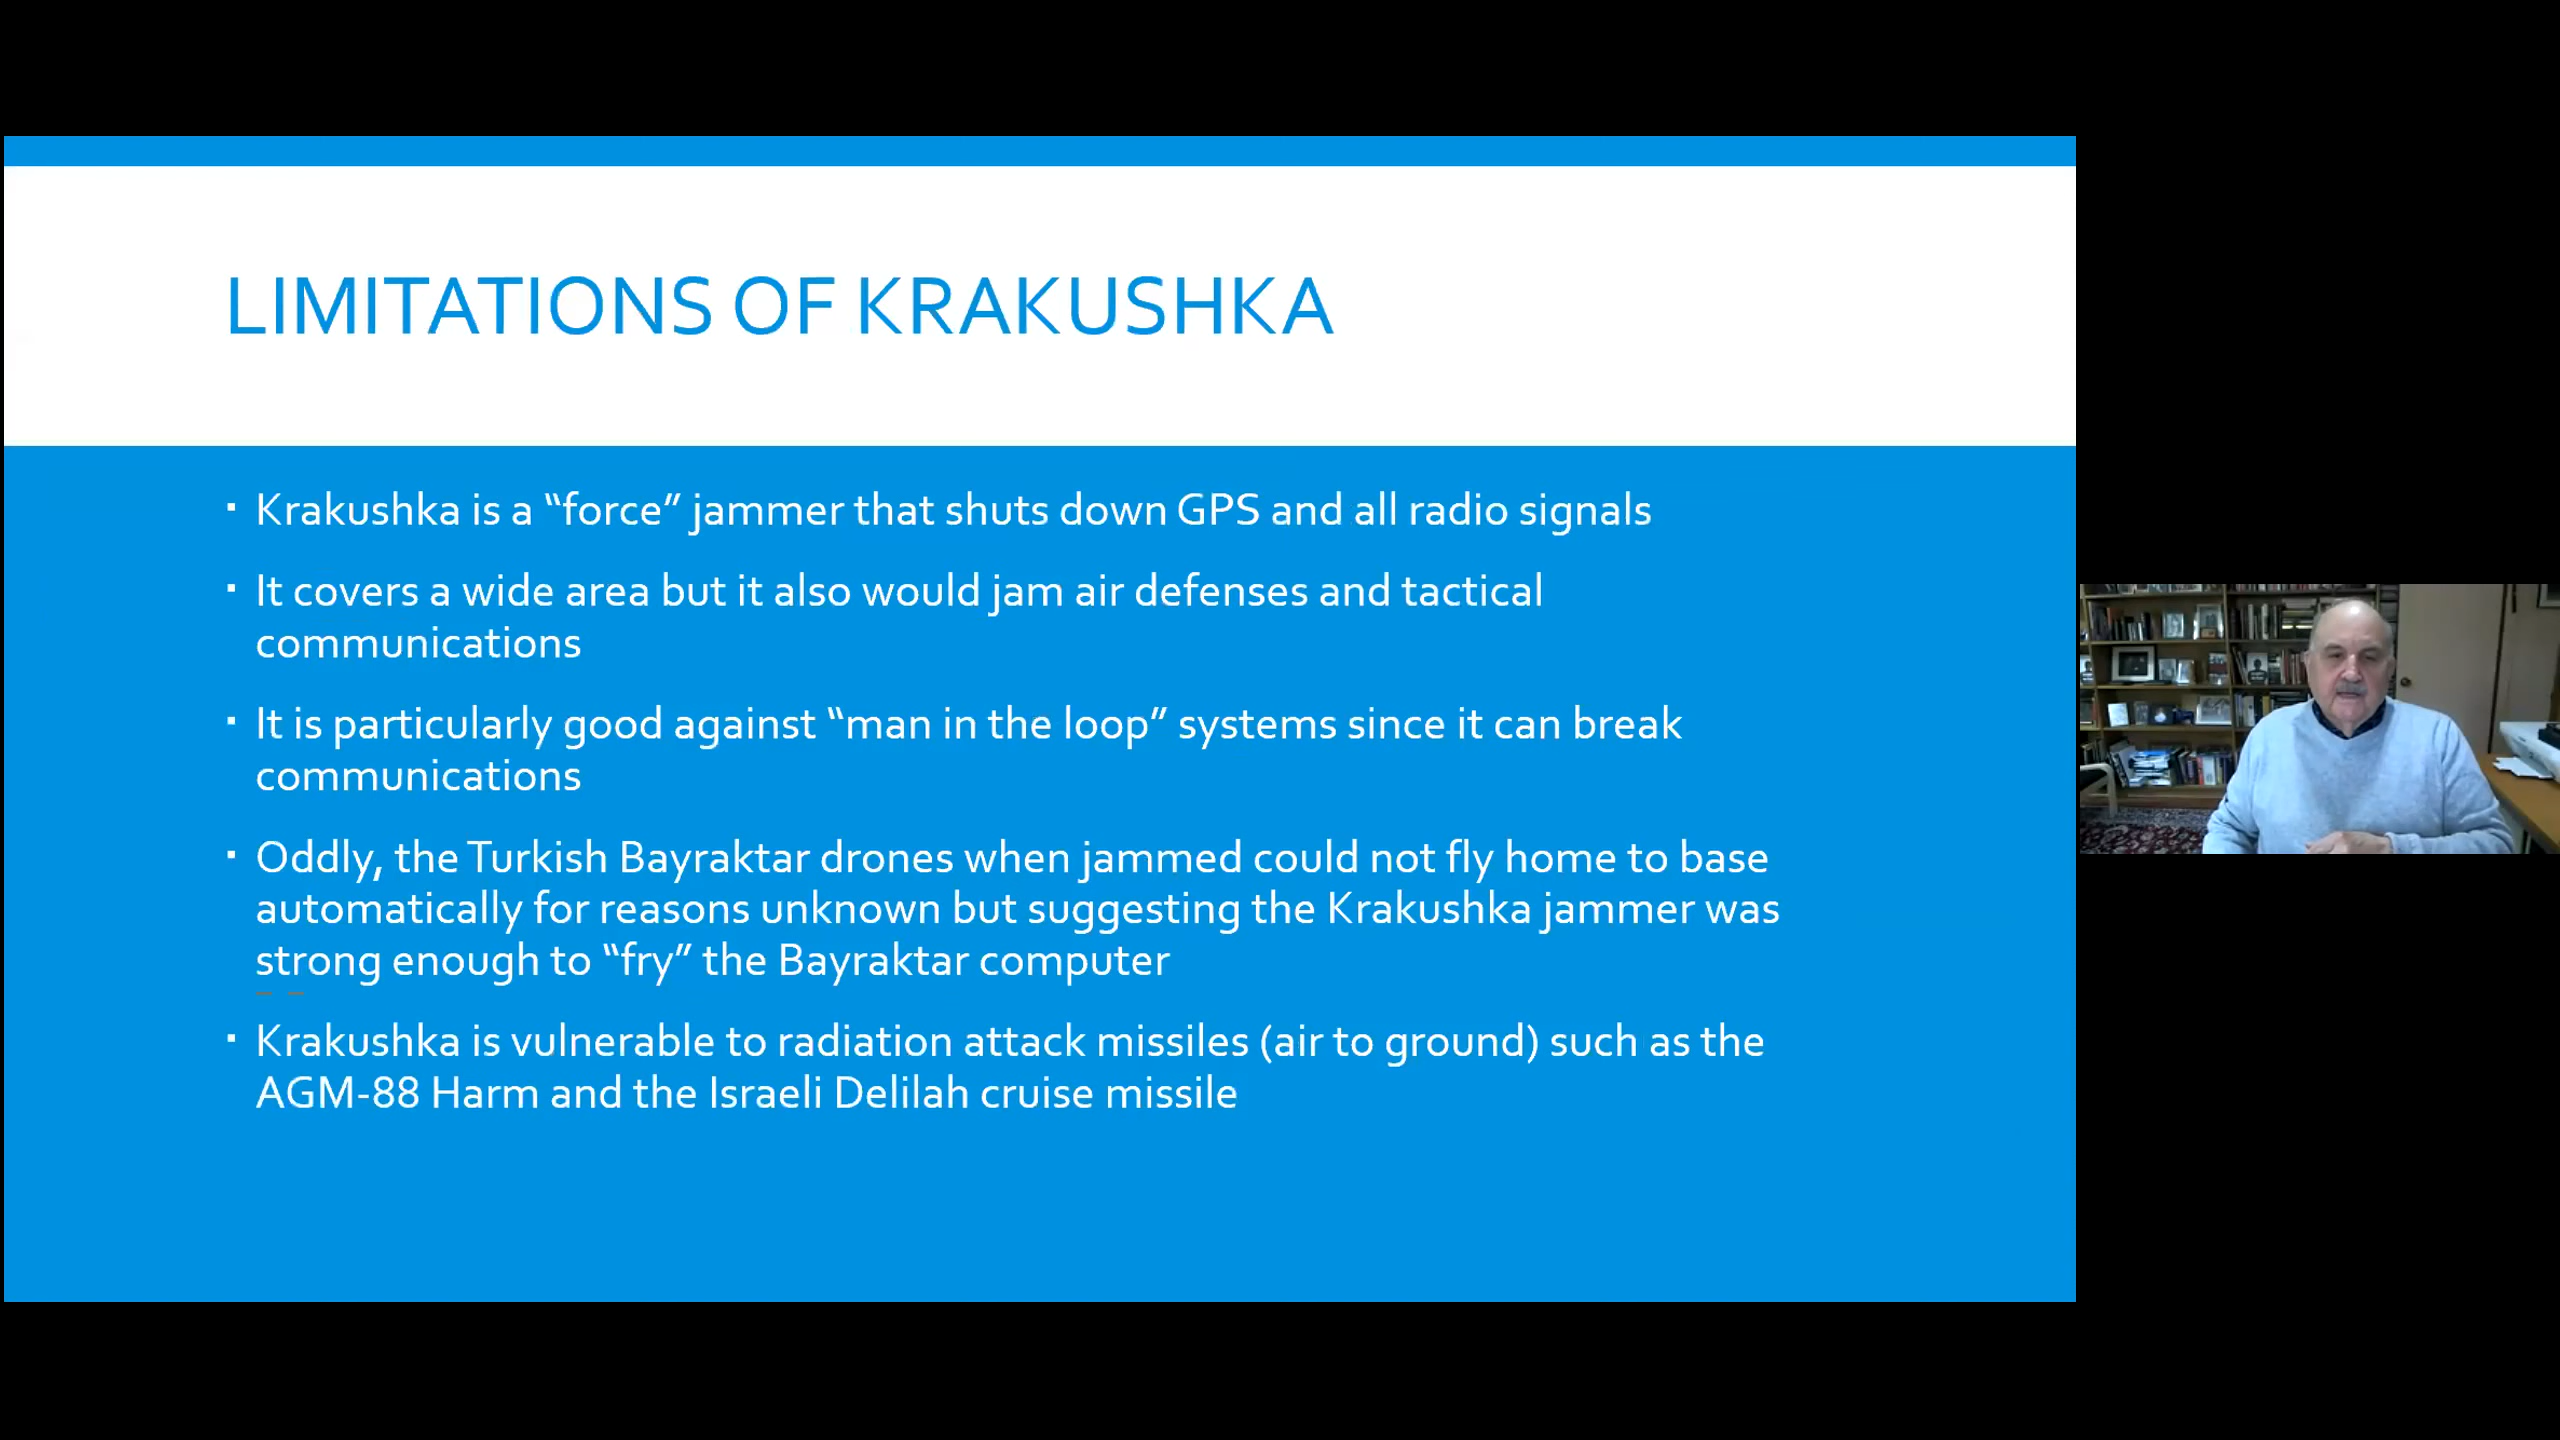 LIMITATIONS OF KRAKUSHKA
▪ Krakushka is a “force” jammer that shuts down GPS and all radio signals
▪ It covers a wide area but it also would jam air defenses and tactical
communications
▪ It is particularly good against “man in the loop” systems since it can break
communications
▪ Oddly, the Turkish Bayraktar drones when jammed could not fly home to base
automatically for reasons unknown but suggesting the Krakushka jammer was
strong enough to “fry” the Bayraktar computer
▪ Krakushka is vulnerable to radiation attack missiles (air to ground) such as the
AGM-88 Harm and the Israeli Delilah cruise missile